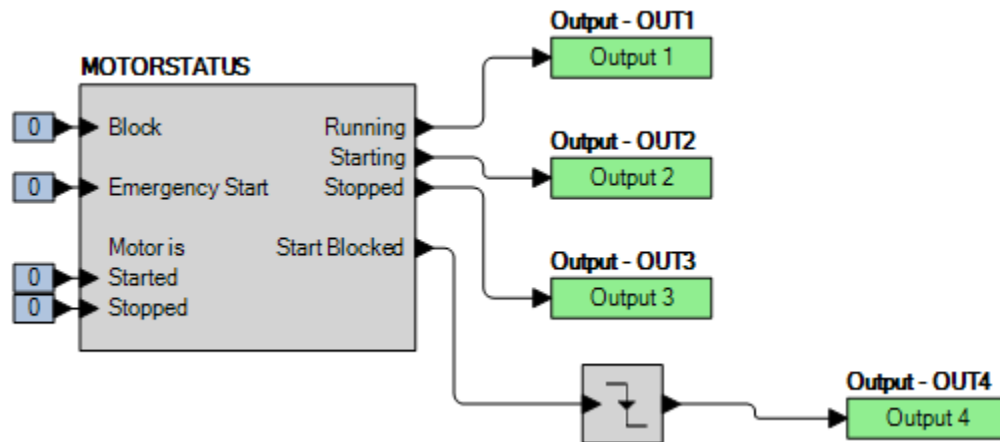 Output - OUT1
Output 1
MOTORSTATUS
0 Block Running
Starting
Output - OUT2
Output 2
0 Emergency Start Stopped
Motor is Start Blocked
0 Started
0 Stopped
Output - OUT3
Output 3
Output - OUT4
Output 4